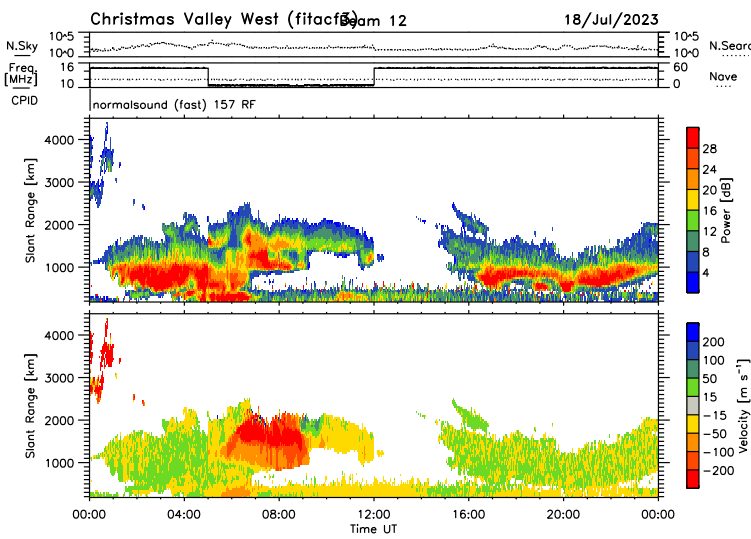 Christmas Valley West (fitacf3)
Beam 12
18/Jul/2023
N.Sky
10^5
10^0
10^5
10^0
N.Searc
Freq.
[MHz]
16
10
60
0
Nave
CPID
normalsound (fast) 157 RF
Slant Range [km]
4000
3000
2000
1000
28
24
20
16
12
8
4
Power [dB]
Slant Range [km]
4000
3000
2000
1000
200
100
50
15
-15
-50
-100
-200
Velocity [m s⁻¹]
00:00 04:00 08:00 12:00 16:00 20:00 00:00
Time UT